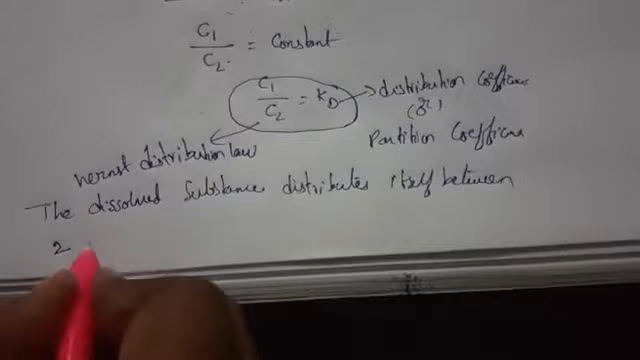 C1
C2. = Constant
C1
C2 = KD → distribution Coefficient
(or)
Partition Coefficient
nernst distribution law
The dissolved Substance distributes itself between
2